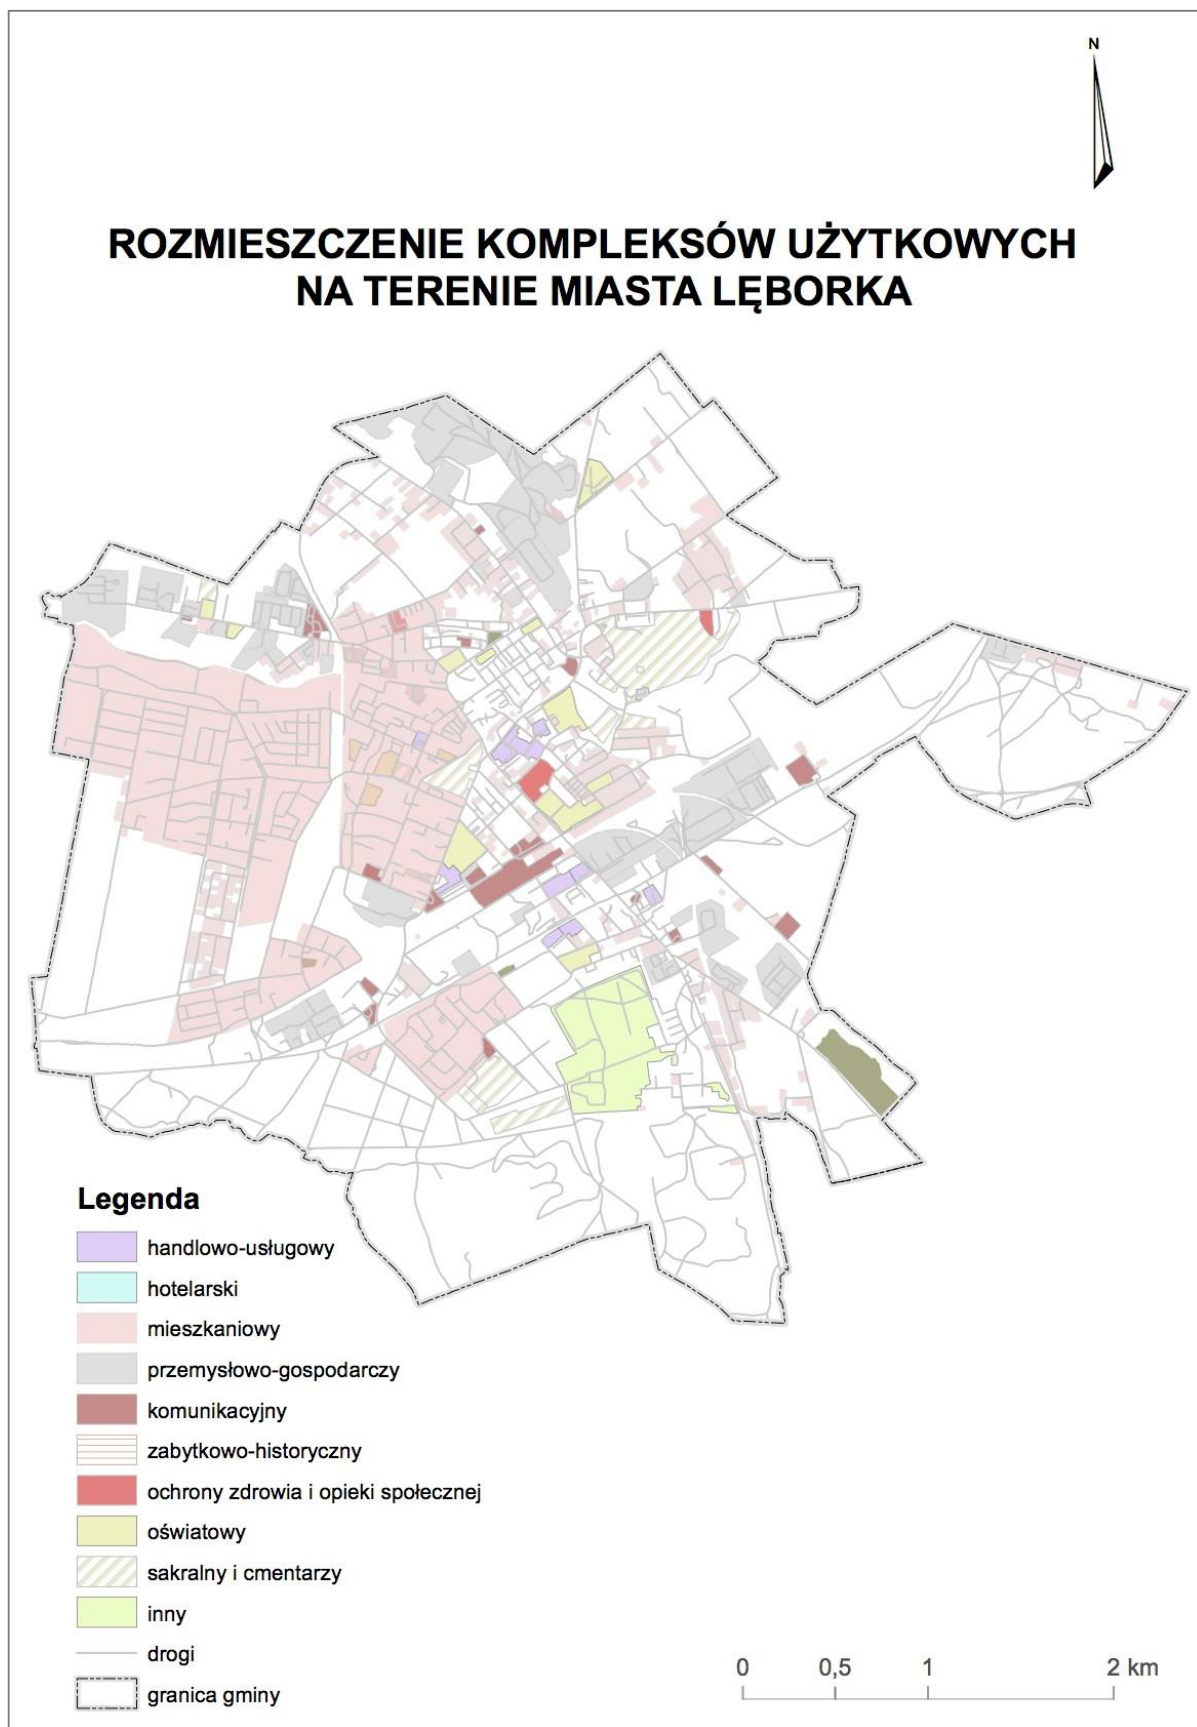 N
ROZMIESZCZENIE KOMPLEKSÓW UŻYTKOWYCH
NA TERENIE MIASTA LĘBORKA
Legenda
handlowo-usługowy
hotelarski
mieszkaniowy
przemysłowo-gospodarczy
komunikacyjny
zabytkowo-historyczny
ochrony zdrowia i opieki społecznej
oświatowy
sakralny i cmentarzy
inny
drogi
granica gminy
0 0,5 1 2 km